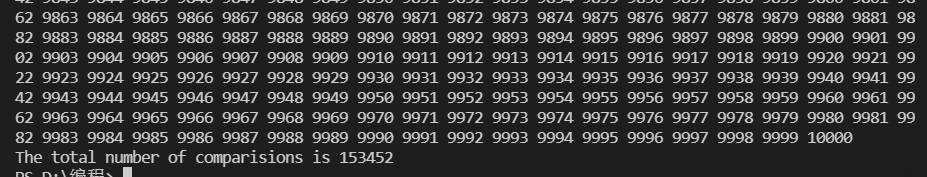 62 9863 9864 9865 9866 9867 9868 9869 9870 9871 9872 9873 9874 9875 9876 9877 9878 9879 9880 9881 98
82 9883 9884 9885 9886 9887 9888 9889 9890 9891 9892 9893 9894 9895 9896 9897 9898 9899 9900 9901 99
02 9903 9904 9905 9906 9907 9908 9909 9910 9911 9912 9913 9914 9915 9916 9917 9918 9919 9920 9921 99
22 9923 9924 9925 9926 9927 9928 9929 9930 9931 9932 9933 9934 9935 9936 9937 9938 9939 9940 9941 99
42 9943 9944 9945 9946 9947 9948 9949 9950 9951 9952 9953 9954 9955 9956 9957 9958 9959 9960 9961 99
62 9963 9964 9965 9966 9967 9968 9969 9970 9971 9972 9973 9974 9975 9976 9977 9978 9979 9980 9981 99
82 9983 9984 9985 9986 9987 9988 9989 9990 9991 9992 9993 9994 9995 9996 9997 9998 9999 10000
The total number of comparisions is 153452
PS D:\编程>